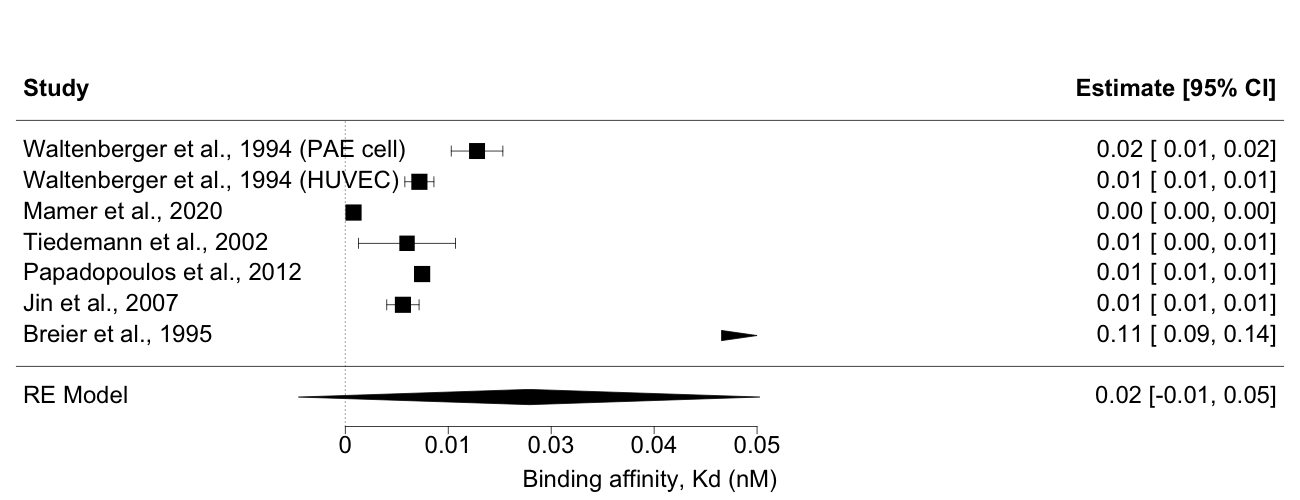 Study Estimate [95% CI]
Waltenberger et al., 1994 (PAE cell) 0.02 [ 0.01, 0.02]
Waltenberger et al., 1994 (HUVEC) 0.01 [ 0.01, 0.01]
Mamer et al., 2020 0.00 [ 0.00, 0.00]
Tiedemann et al., 2002 0.01 [ 0.00, 0.01]
Papadopoulos et al., 2012 0.01 [ 0.01, 0.01]
Jin et al., 2007 0.01 [ 0.01, 0.01]
Breier et al., 1995 0.11 [ 0.09, 0.14]
RE Model 0.02 [-0.01, 0.05]
0 0.01 0.03 0.04 0.05
Binding affinity, Kd (nM)